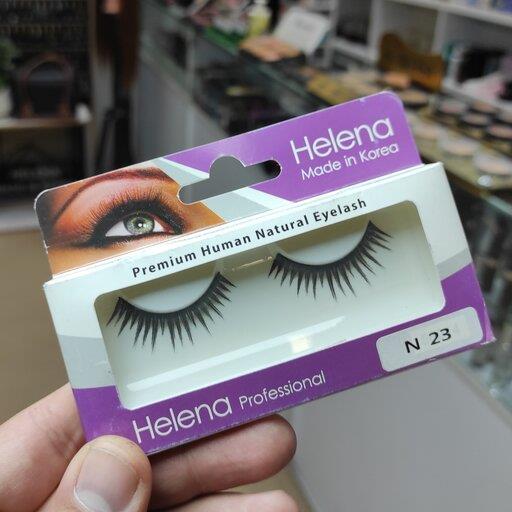 Helena
Made in Korea
Premium Human Natural Eyelash
N 23
Helena Professional